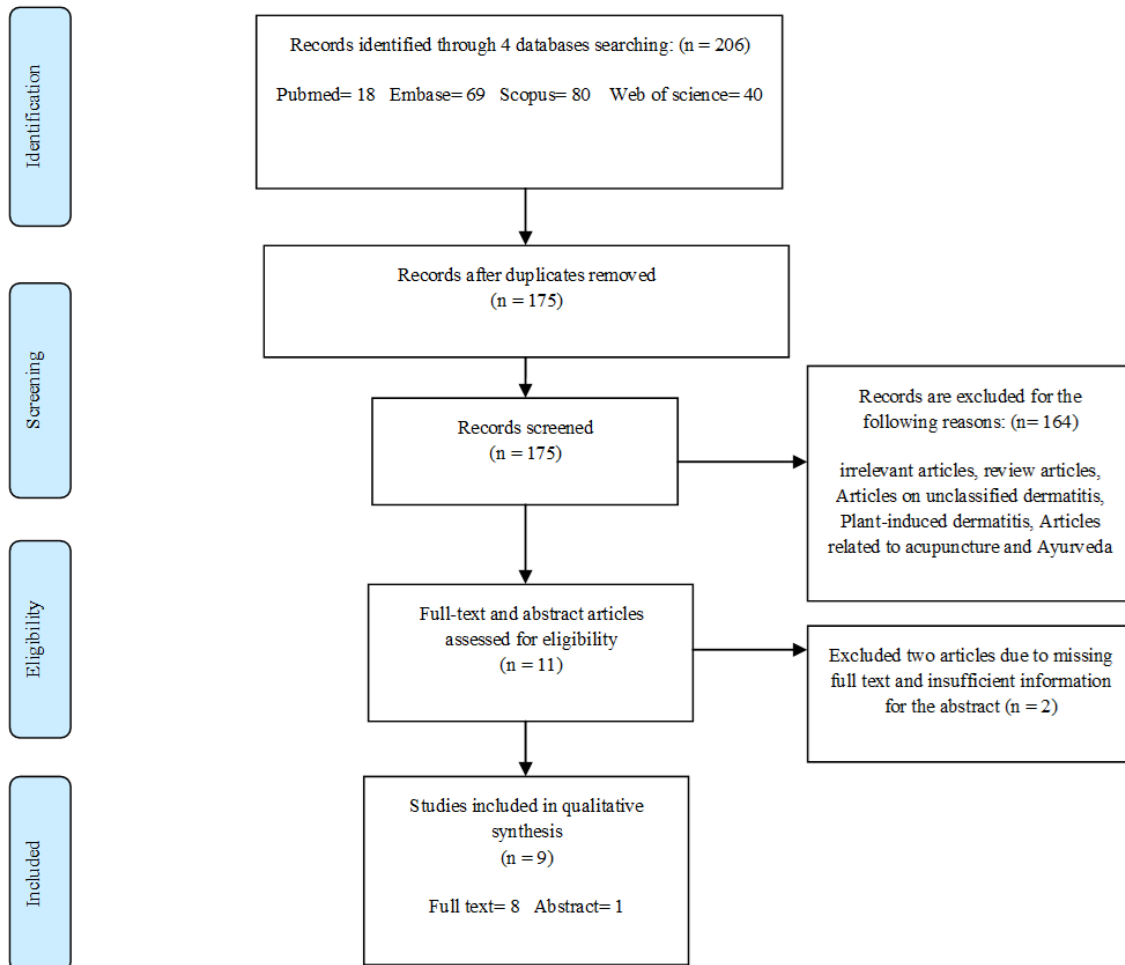 Identification
Records identified through 4 databases searching: (n = 206)
Pubmed= 18 Embase= 69 Scopus= 80 Web of science= 40
Records after duplicates removed
(n = 175)
Screening
Records screened
(n = 175)
Records are excluded for the
following reasons: (n= 164)
irrelevant articles, review articles,
Articles on unclassified dermatitis,
Plant-induced dermatitis, Articles
related to acupuncture and Ayurveda
Eligibility
Full-text and abstract articles
assessed for eligibility
(n = 11)
Excluded two articles due to missing
full text and insufficient information
for the abstract (n = 2)
Included
Studies included in qualitative
synthesis
(n = 9)
Full text= 8 Abstract= 1